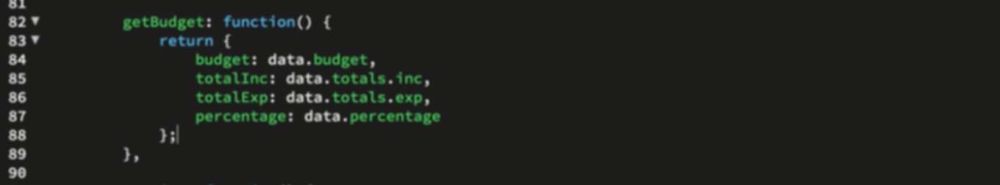 81
82 getBudget: function() {
83 return {
84 budget: data.budget,
85 totalInc: data.totals.inc,
86 totalExp: data.totals.exp,
87 percentage: data.percentage
88 };
89 },
90